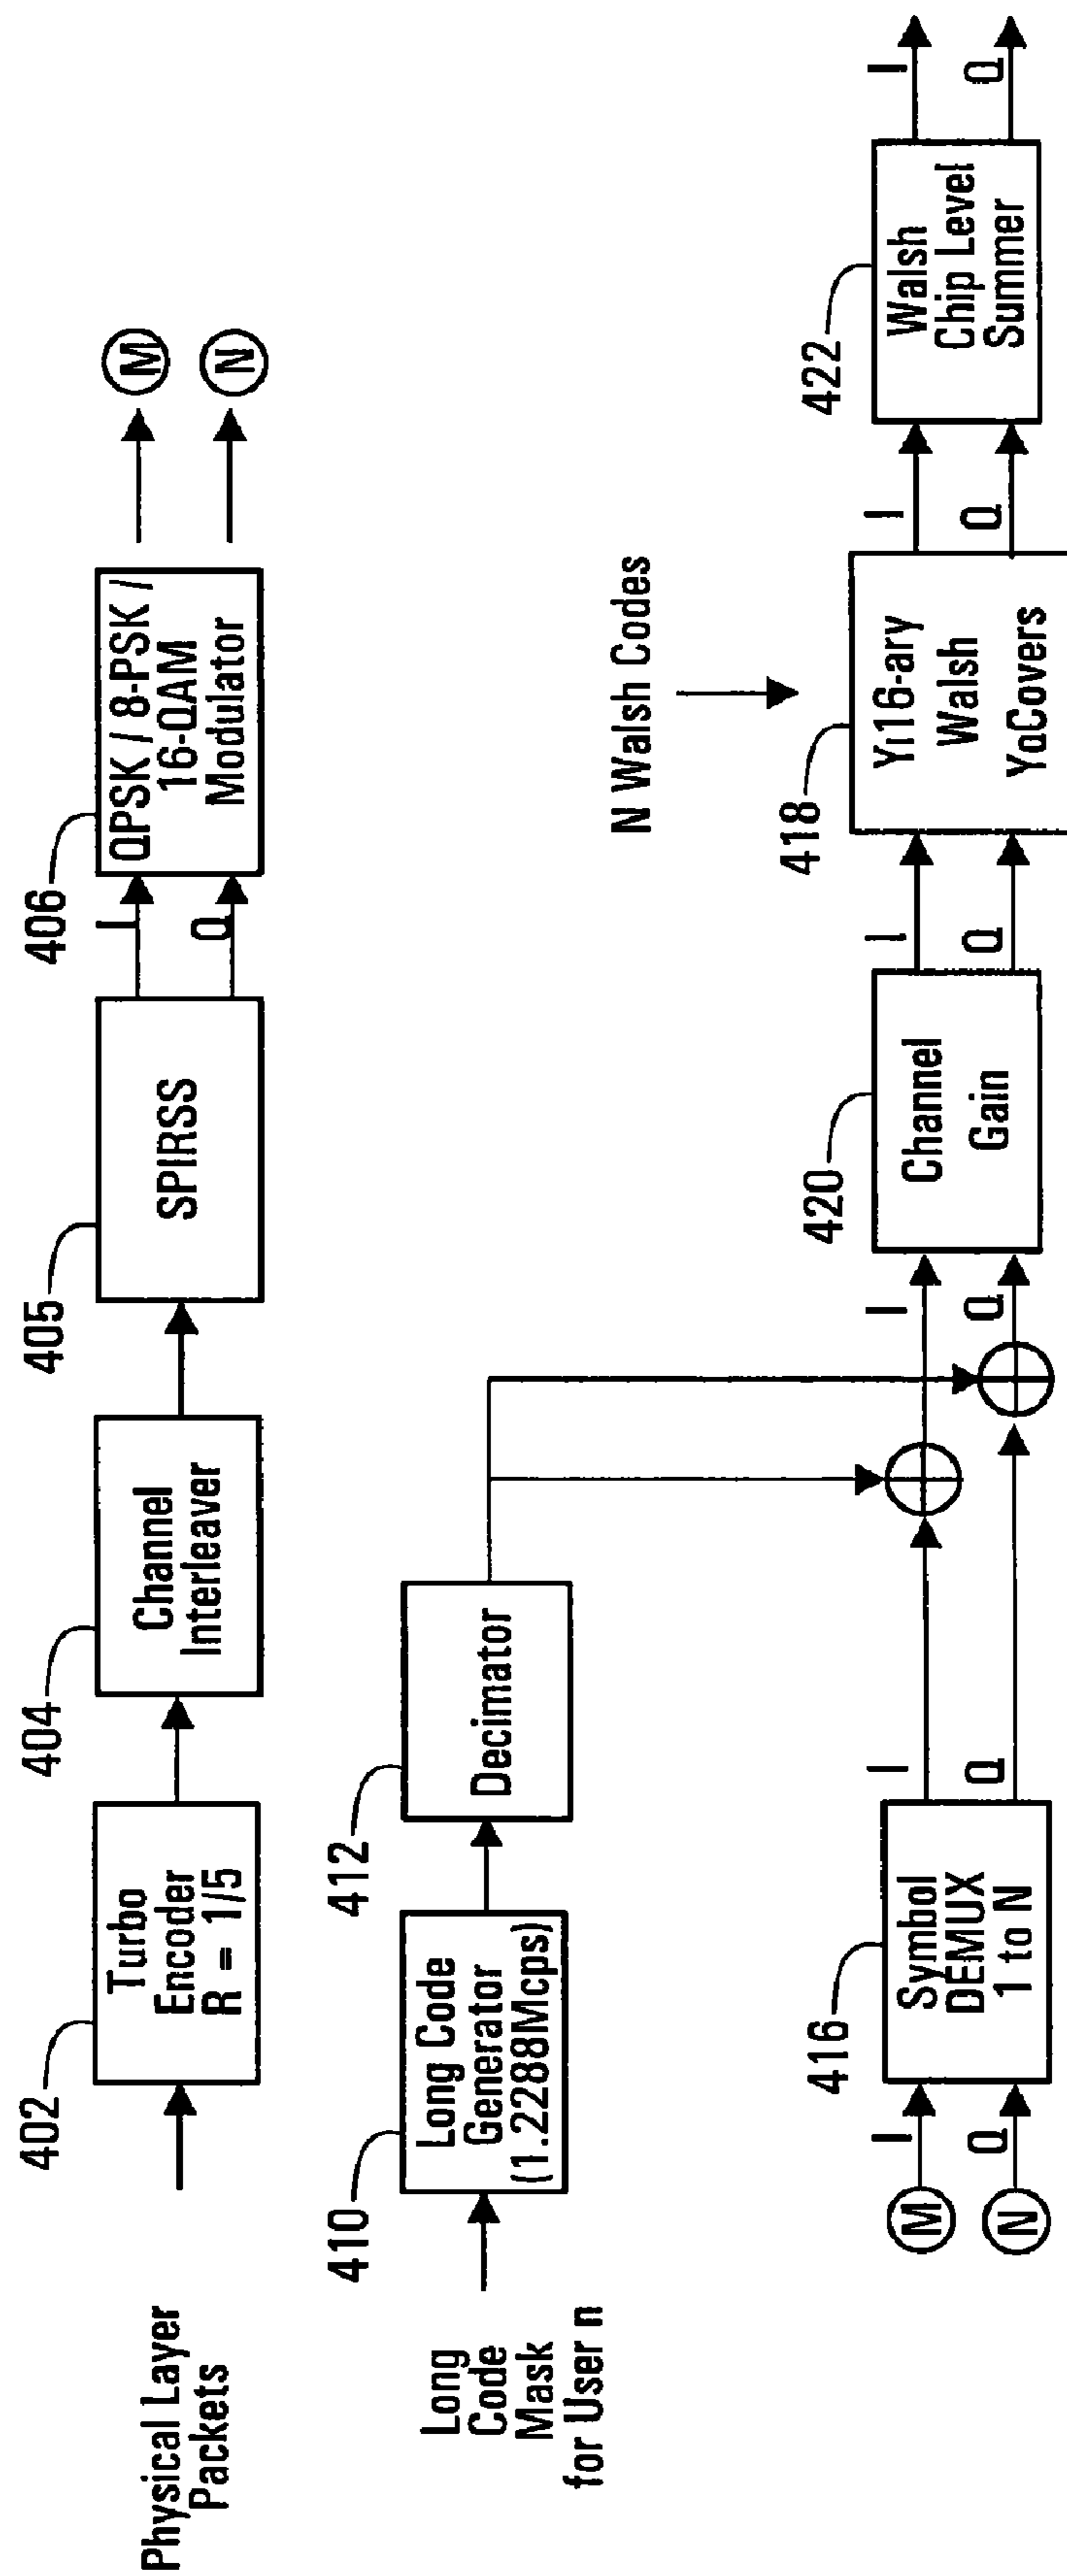 Physical Layer
Packets
402
Turbo
Encoder
R = 1/5
404
Channel
Interleaver
405
SPIRSS
I
Q
406
QPSK / 8-PSK /
16-QAM
Modulator
M
N
Long
Code
Mask
for User n
410
Long Code
Generator
(1.2288Mcps)
412
Decimator
M
N
I
Q
416
Symbol
DEMUX
1 to N
I
Q
I
Q
420
Channel
Gain
I
Q
N Walsh Codes
418
YI16-ary
Walsh
YQCovers
I
Q
422
Walsh
Chip Level
Summer
I
Q